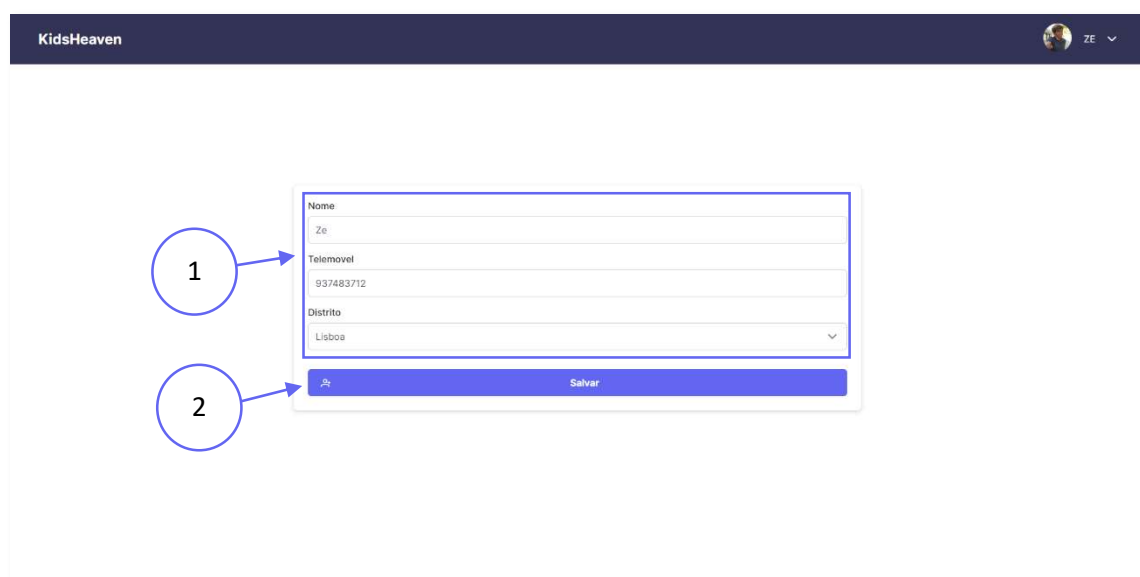 KidsHeaven
ZE
Nome
Ze
1
Telemovel
937483712
Distrito
Lisboa
2
Salvar